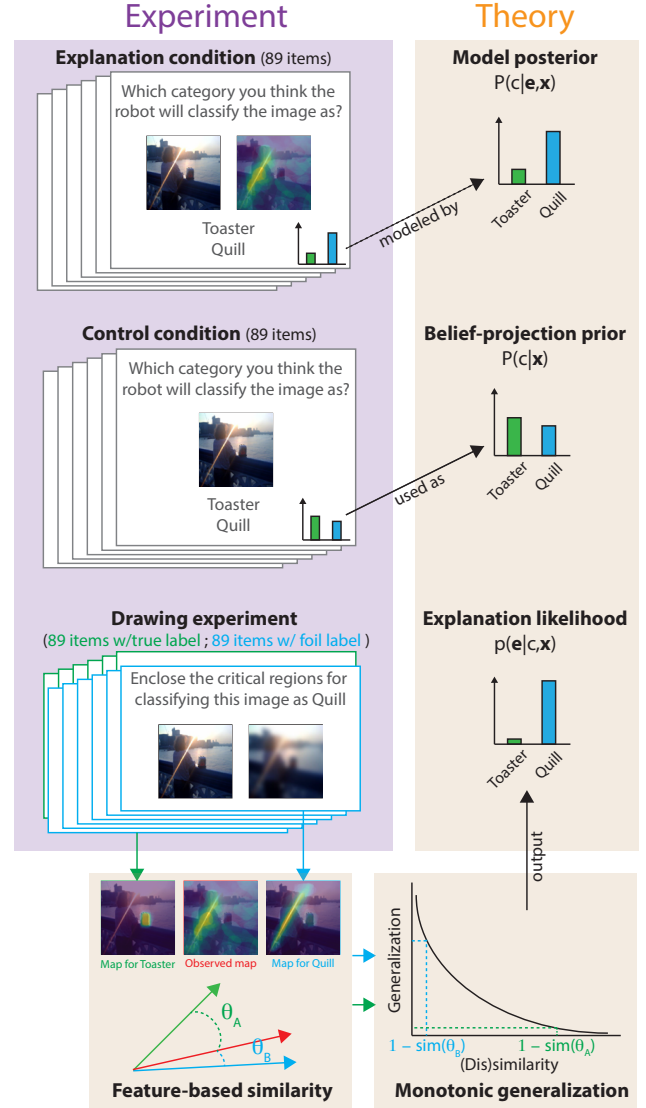 Experiment
Theory
Explanation condition (89 items)
Which category you think the
robot will classify the image as?
Toaster
Quill
modeled by
Model posterior
P(c|e,x)
Toaster
Quill
Control condition (89 items)
Which category you think the
robot will classify the image as?
Toaster
Quill
used as
Belief-projection prior
P(c|x)
Toaster
Quill
Drawing experiment
(89 items w/true label ; 89 items w/ foil label )
Enclose the critical regions for
classifying this image as Quill
Explanation likelihood
p(e|c,x)
Toaster
Quill
output
Map for Toaster
Observed map
Map for Quill
θA
θB
Feature-based similarity
Generalization
1 – sim(θB)
1 – sim(θA)
(Dis)similarity
Monotonic generalization